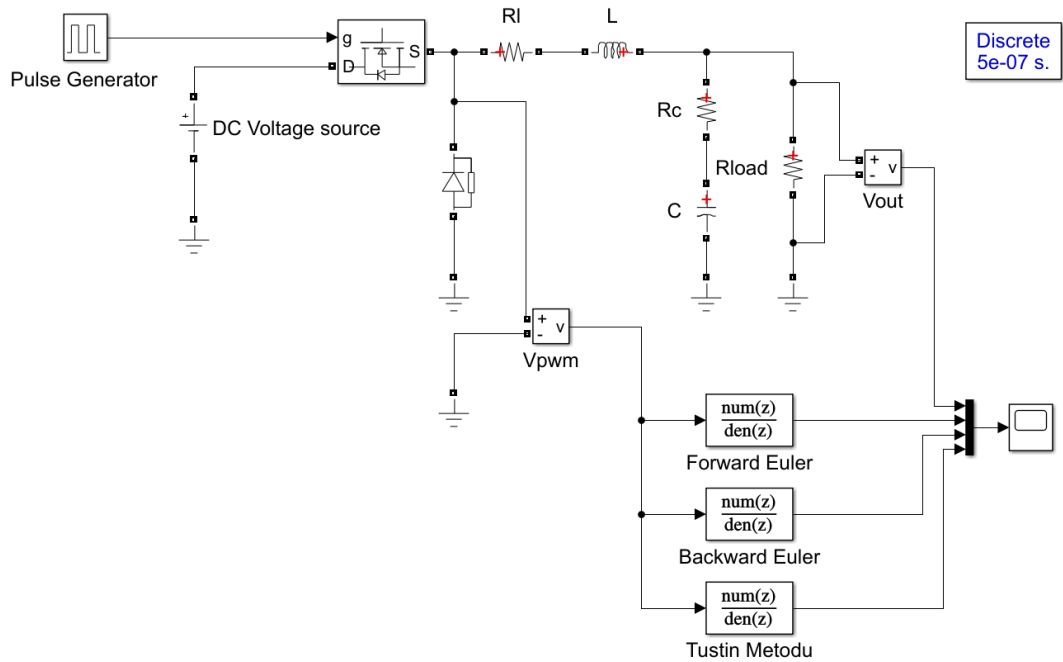 Pulse Generator
g
D
S
Rl
L
Discrete
5e-07 s.
+
DC Voltage source
Rc
C
Rload
+
-
v
Vout
+
-
v
Vpwm
num(z)
den(z)
Forward Euler
num(z)
den(z)
Backward Euler
num(z)
den(z)
Tustin Metodu